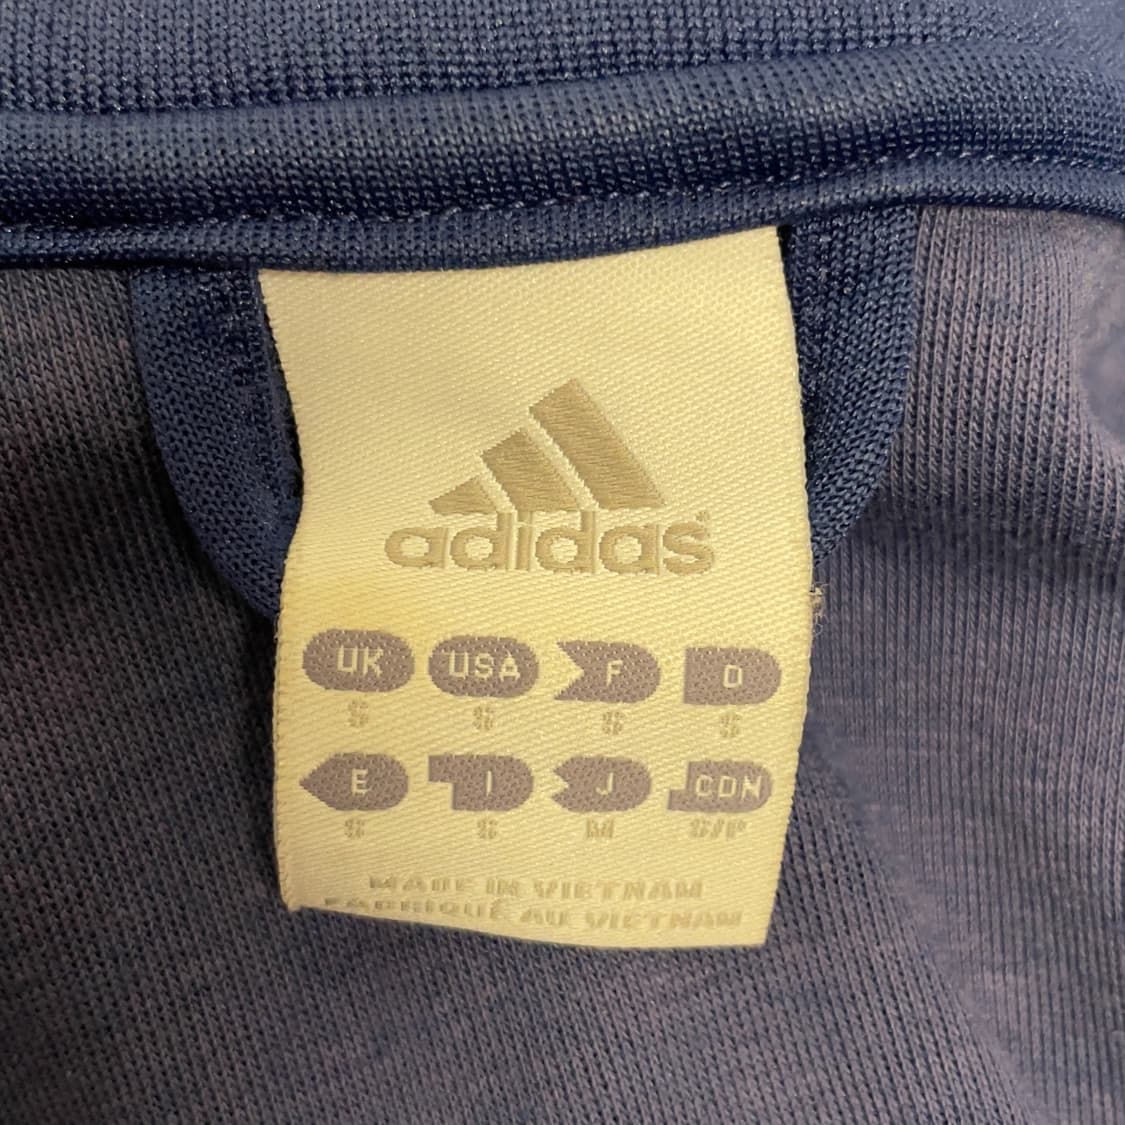 adidas®
UK USA F D
S S S S
E I J CDN
S S M S/P
MADE IN VIETNAM
FABRIQUÉ AU VIETNAM